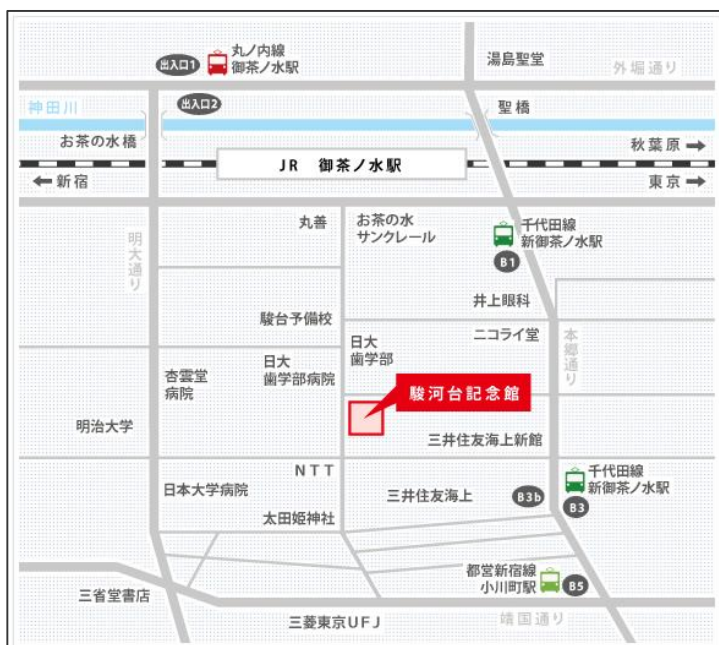 丸ノ内線
御茶ノ水駅
出入口1
湯島聖堂
外堀通り
神田川
出入口2
聖橋
お茶の水橋
秋葉原→
JR 御茶ノ水駅
←新宿
東京→
明大通り
丸善
お茶の水
サンクレール
千代田線
新御茶ノ水駅
B1
井上眼科
駿台予備校
ニコライ堂
本郷通り
日大
歯学部
日大
歯学部病院
杏雲堂
病院
駿河台記念館
明治大学
三井住友海上新館
NTT
日本大学病院
三井住友海上
B3b
千代田線
新御茶ノ水駅
B3
太田姫神社
都営新宿線
小川町駅
B5
三省堂書店
三菱東京UFJ
靖国通り